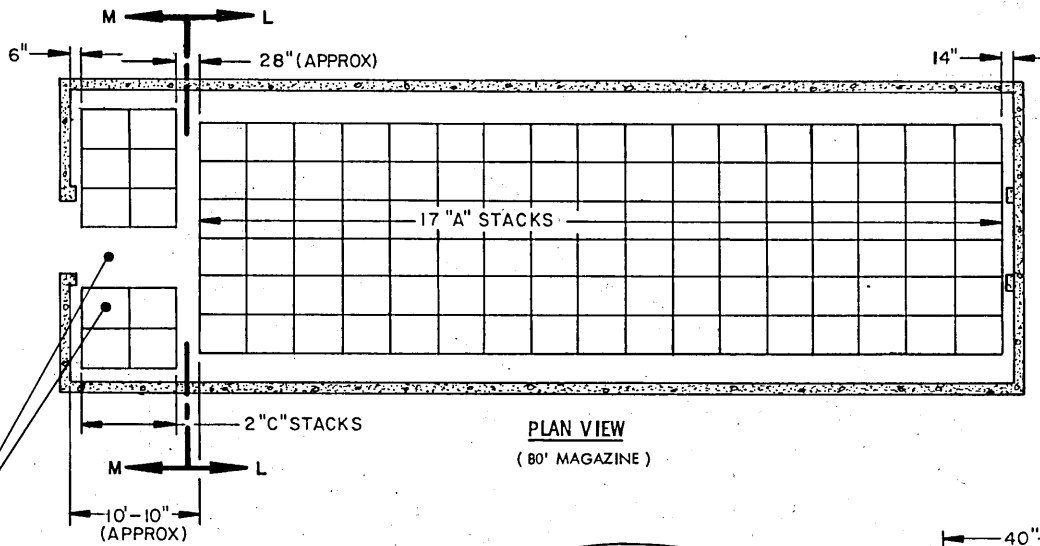 M L
6"
28" (APPROX)
14"
17 "A" STACKS
2 "C" STACKS
PLAN VIEW
( 80' MAGAZINE )
M L
10'-10"
(APPROX)
40"